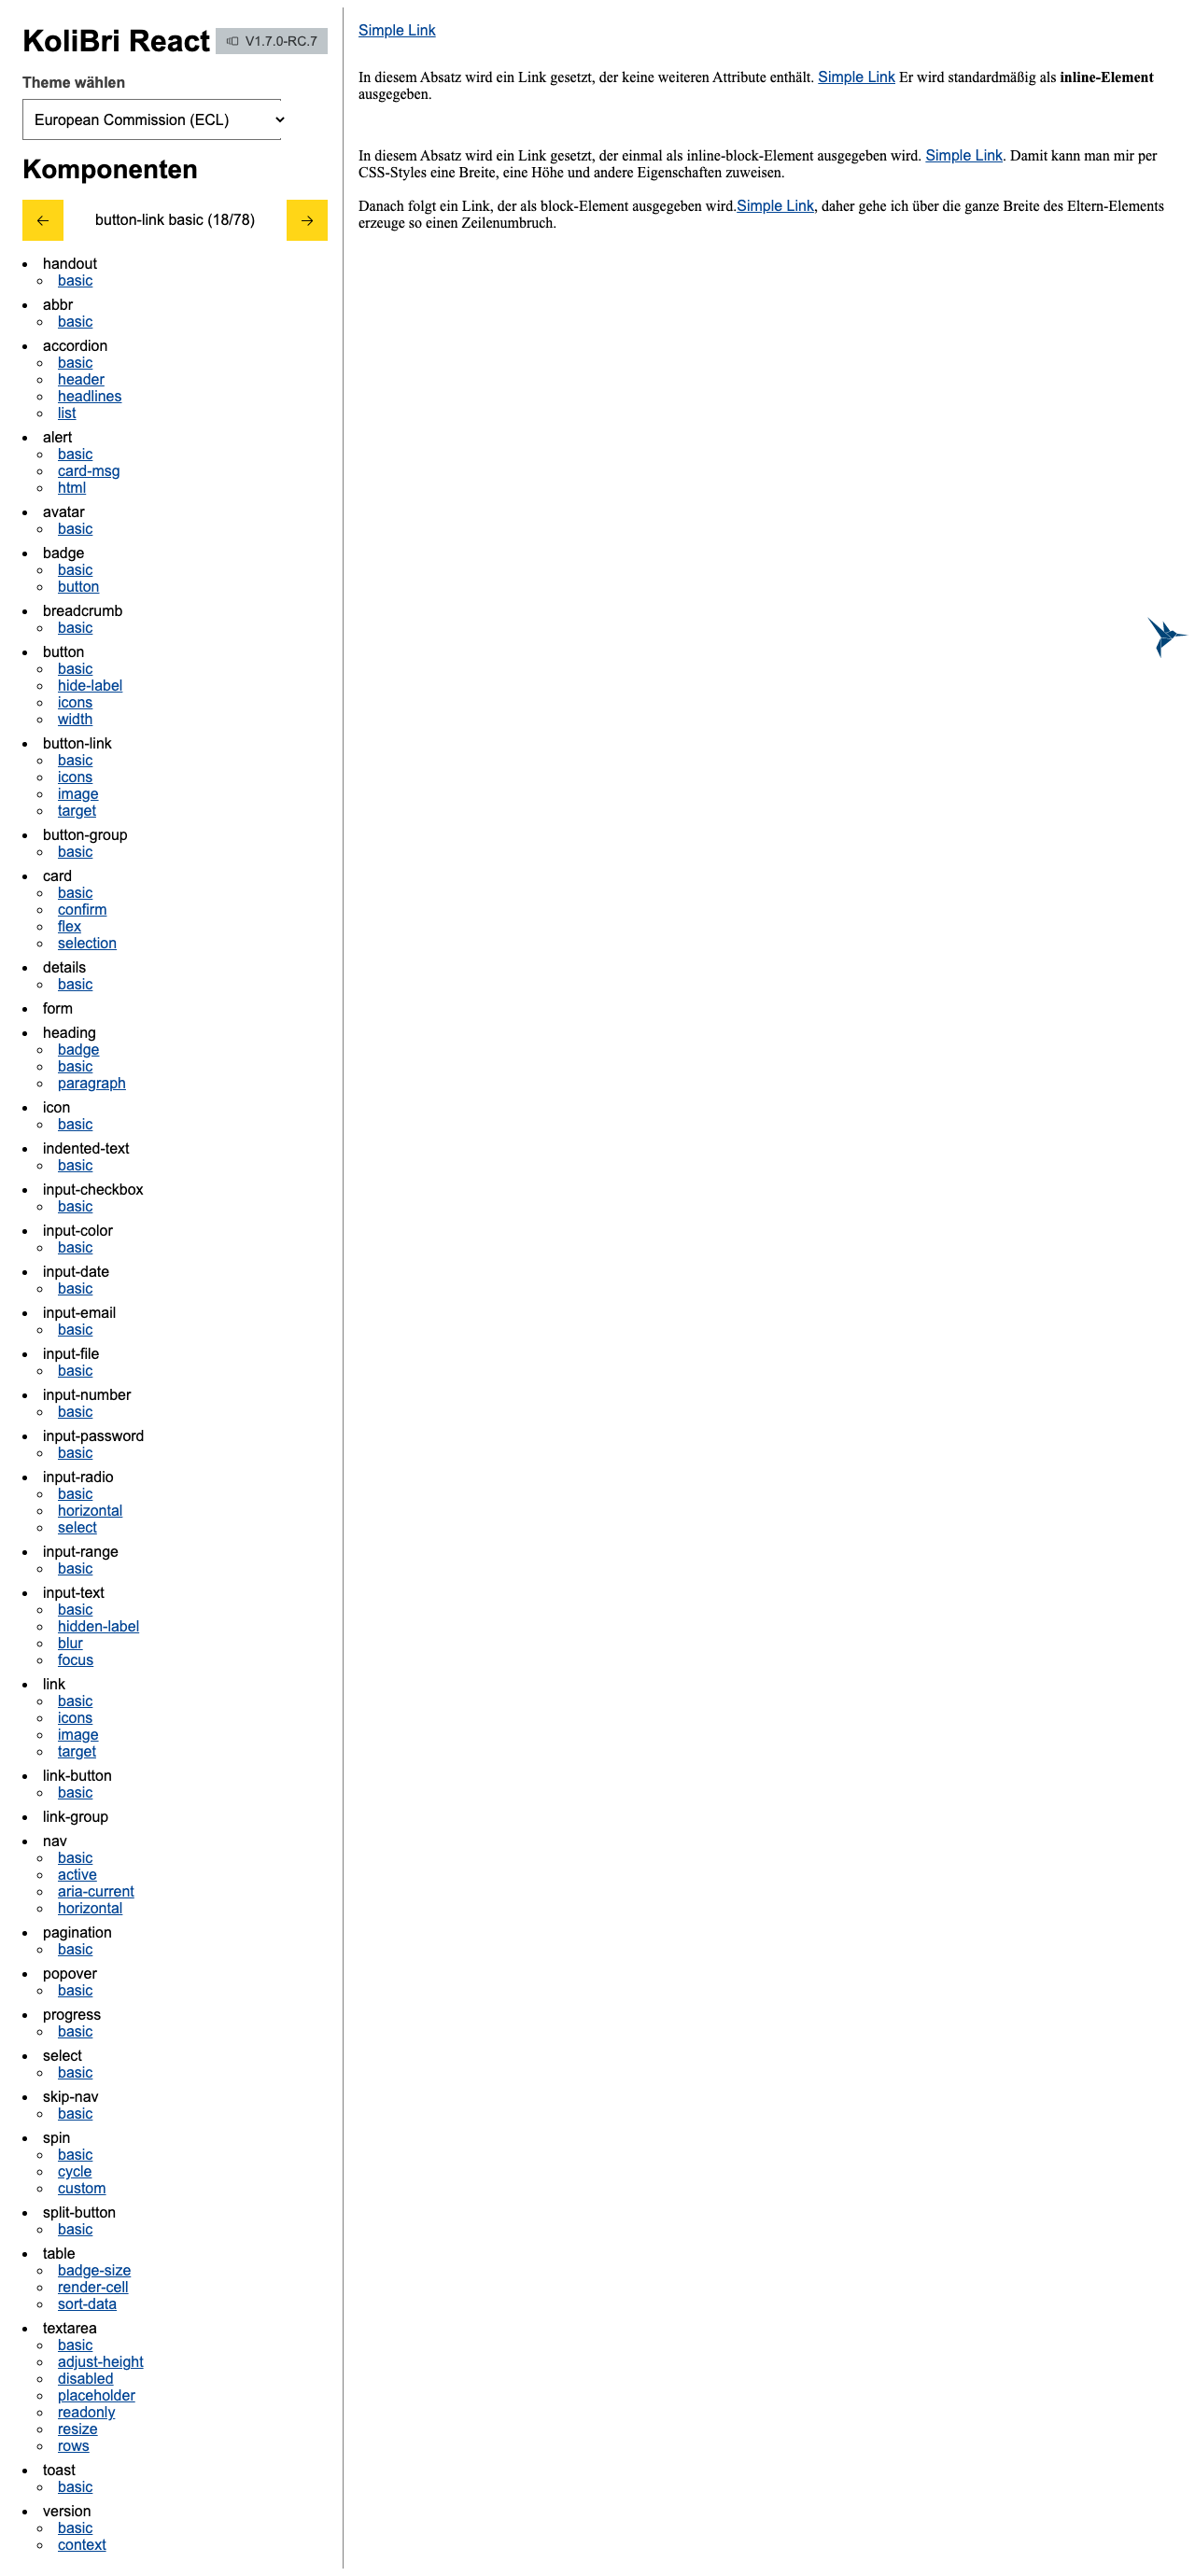 KoliBri React V1.7.0-RC.7
Theme wählen
European Commission (ECL)
Komponenten
button-link basic (18/78)
handout
basic
abbr
basic
accordion
basic
header
headlines
list
alert
basic
card-msg
html
avatar
basic
badge
basic
button
breadcrumb
basic
button
basic
hide-label
icons
width
button-link
basic
icons
image
target
button-group
basic
card
basic
confirm
flex
selection
details
basic
form
heading
badge
basic
paragraph
icon
basic
indented-text
basic
input-checkbox
basic
input-color
basic
input-date
basic
input-email
basic
input-file
basic
input-number
basic
input-password
basic
input-radio
basic
horizontal
select
input-range
basic
input-text
basic
hidden-label
blur
focus
link
basic
icons
image
target
link-button
basic
link-group
nav
basic
active
aria-current
horizontal
pagination
basic
popover
basic
progress
basic
select
basic
skip-nav
basic
spin
basic
cycle
custom
split-button
basic
table
badge-size
render-cell
sort-data
textarea
basic
adjust-height
disabled
placeholder
readonly
resize
rows
toast
basic
version
basic
context
Simple Link
In diesem Absatz wird ein Link gesetzt, der keine weiteren Attribute enthält. Simple Link Er wird standardmäßig als inline-Element
ausgegeben.
In diesem Absatz wird ein Link gesetzt, der einmal als inline-block-Element ausgegeben wird. Simple Link. Damit kann man mir per
CSS-Styles eine Breite, eine Höhe und andere Eigenschaften zuweisen.
Danach folgt ein Link, der als block-Element ausgegeben wird.Simple Link, daher gehe ich über die ganze Breite des Eltern-Elements
erzeuge so einen Zeilenumbruch.